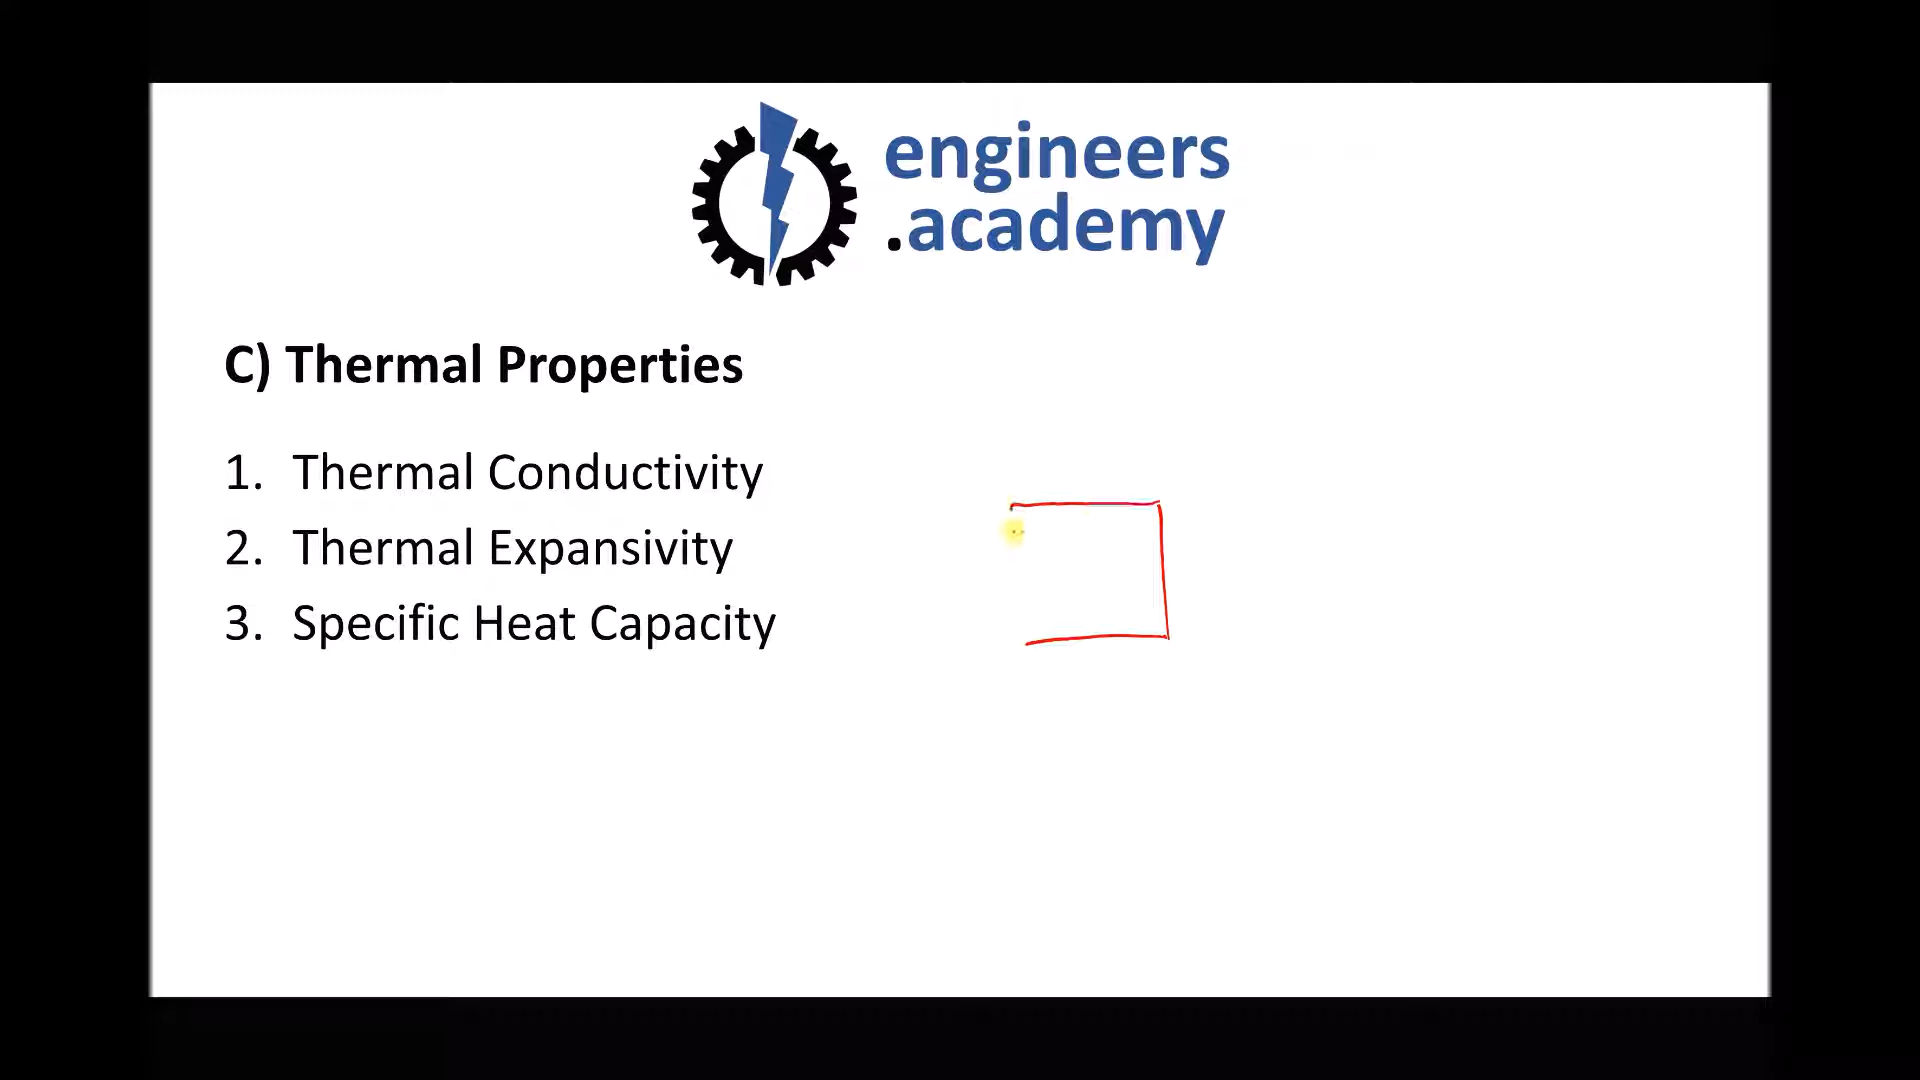 engineers
.academy
C) Thermal Properties
1. Thermal Conductivity
2. Thermal Expansivity
3. Specific Heat Capacity